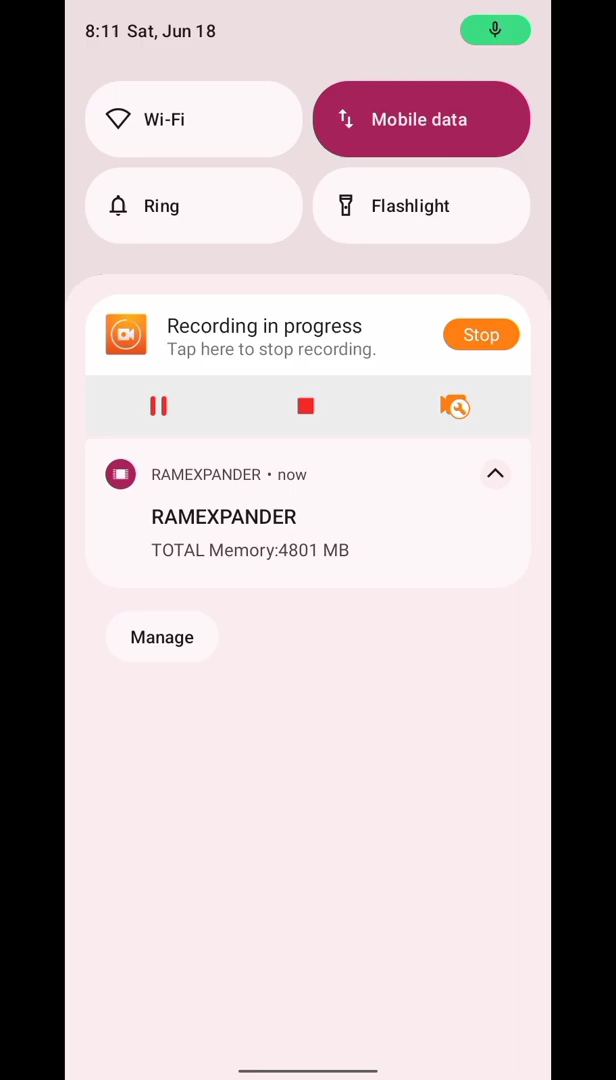 8:11 Sat, Jun 18
Wi-Fi
Mobile data
Ring
Flashlight
Recording in progress
Tap here to stop recording.
Stop
RAMEXPANDER • now
RAMEXPANDER
TOTAL Memory:4801 MB
Manage